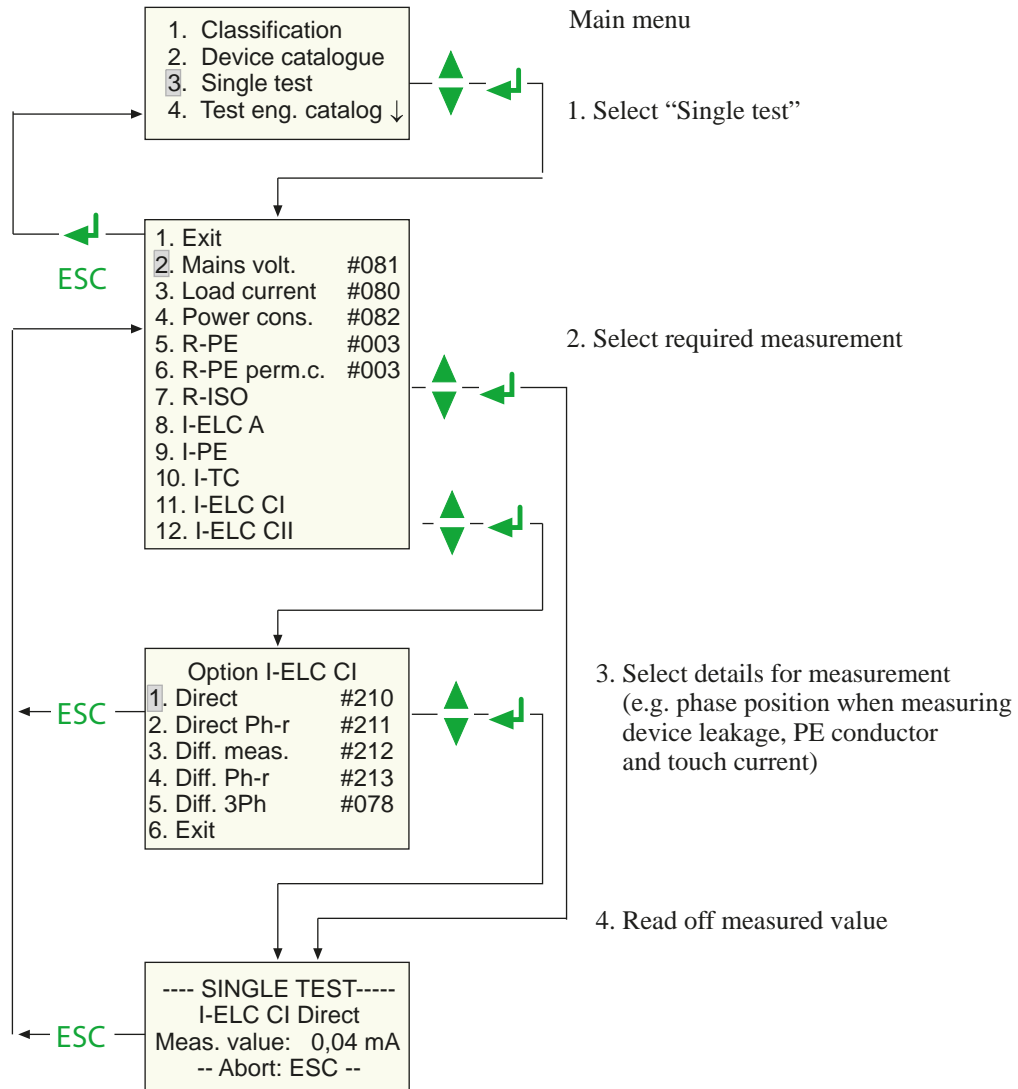 Main menu
1. Classification
2. Device catalogue
3. Single test
4. Test eng. catalog ↓
1. Select “Single test”
ESC
1. Exit
2. Mains volt. #081
3. Load current #080
4. Power cons. #082
5. R-PE #003
6. R-PE perm.c. #003
7. R-ISO
8. I-ELC A
9. I-PE
10. I-TC
11. I-ELC CI
12. I-ELC CII
2. Select required measurement
ESC
Option I-ELC CI
1. Direct #210
2. Direct Ph-r #211
3. Diff. meas. #212
4. Diff. Ph-r #213
5. Diff. 3Ph #078
6. Exit
3. Select details for measurement
(e.g. phase position when measuring
device leakage, PE conductor
and touch current)
4. Read off measured value
ESC
---- SINGLE TEST-----
I-ELC CI Direct
Meas. value: 0,04 mA
-- Abort: ESC --